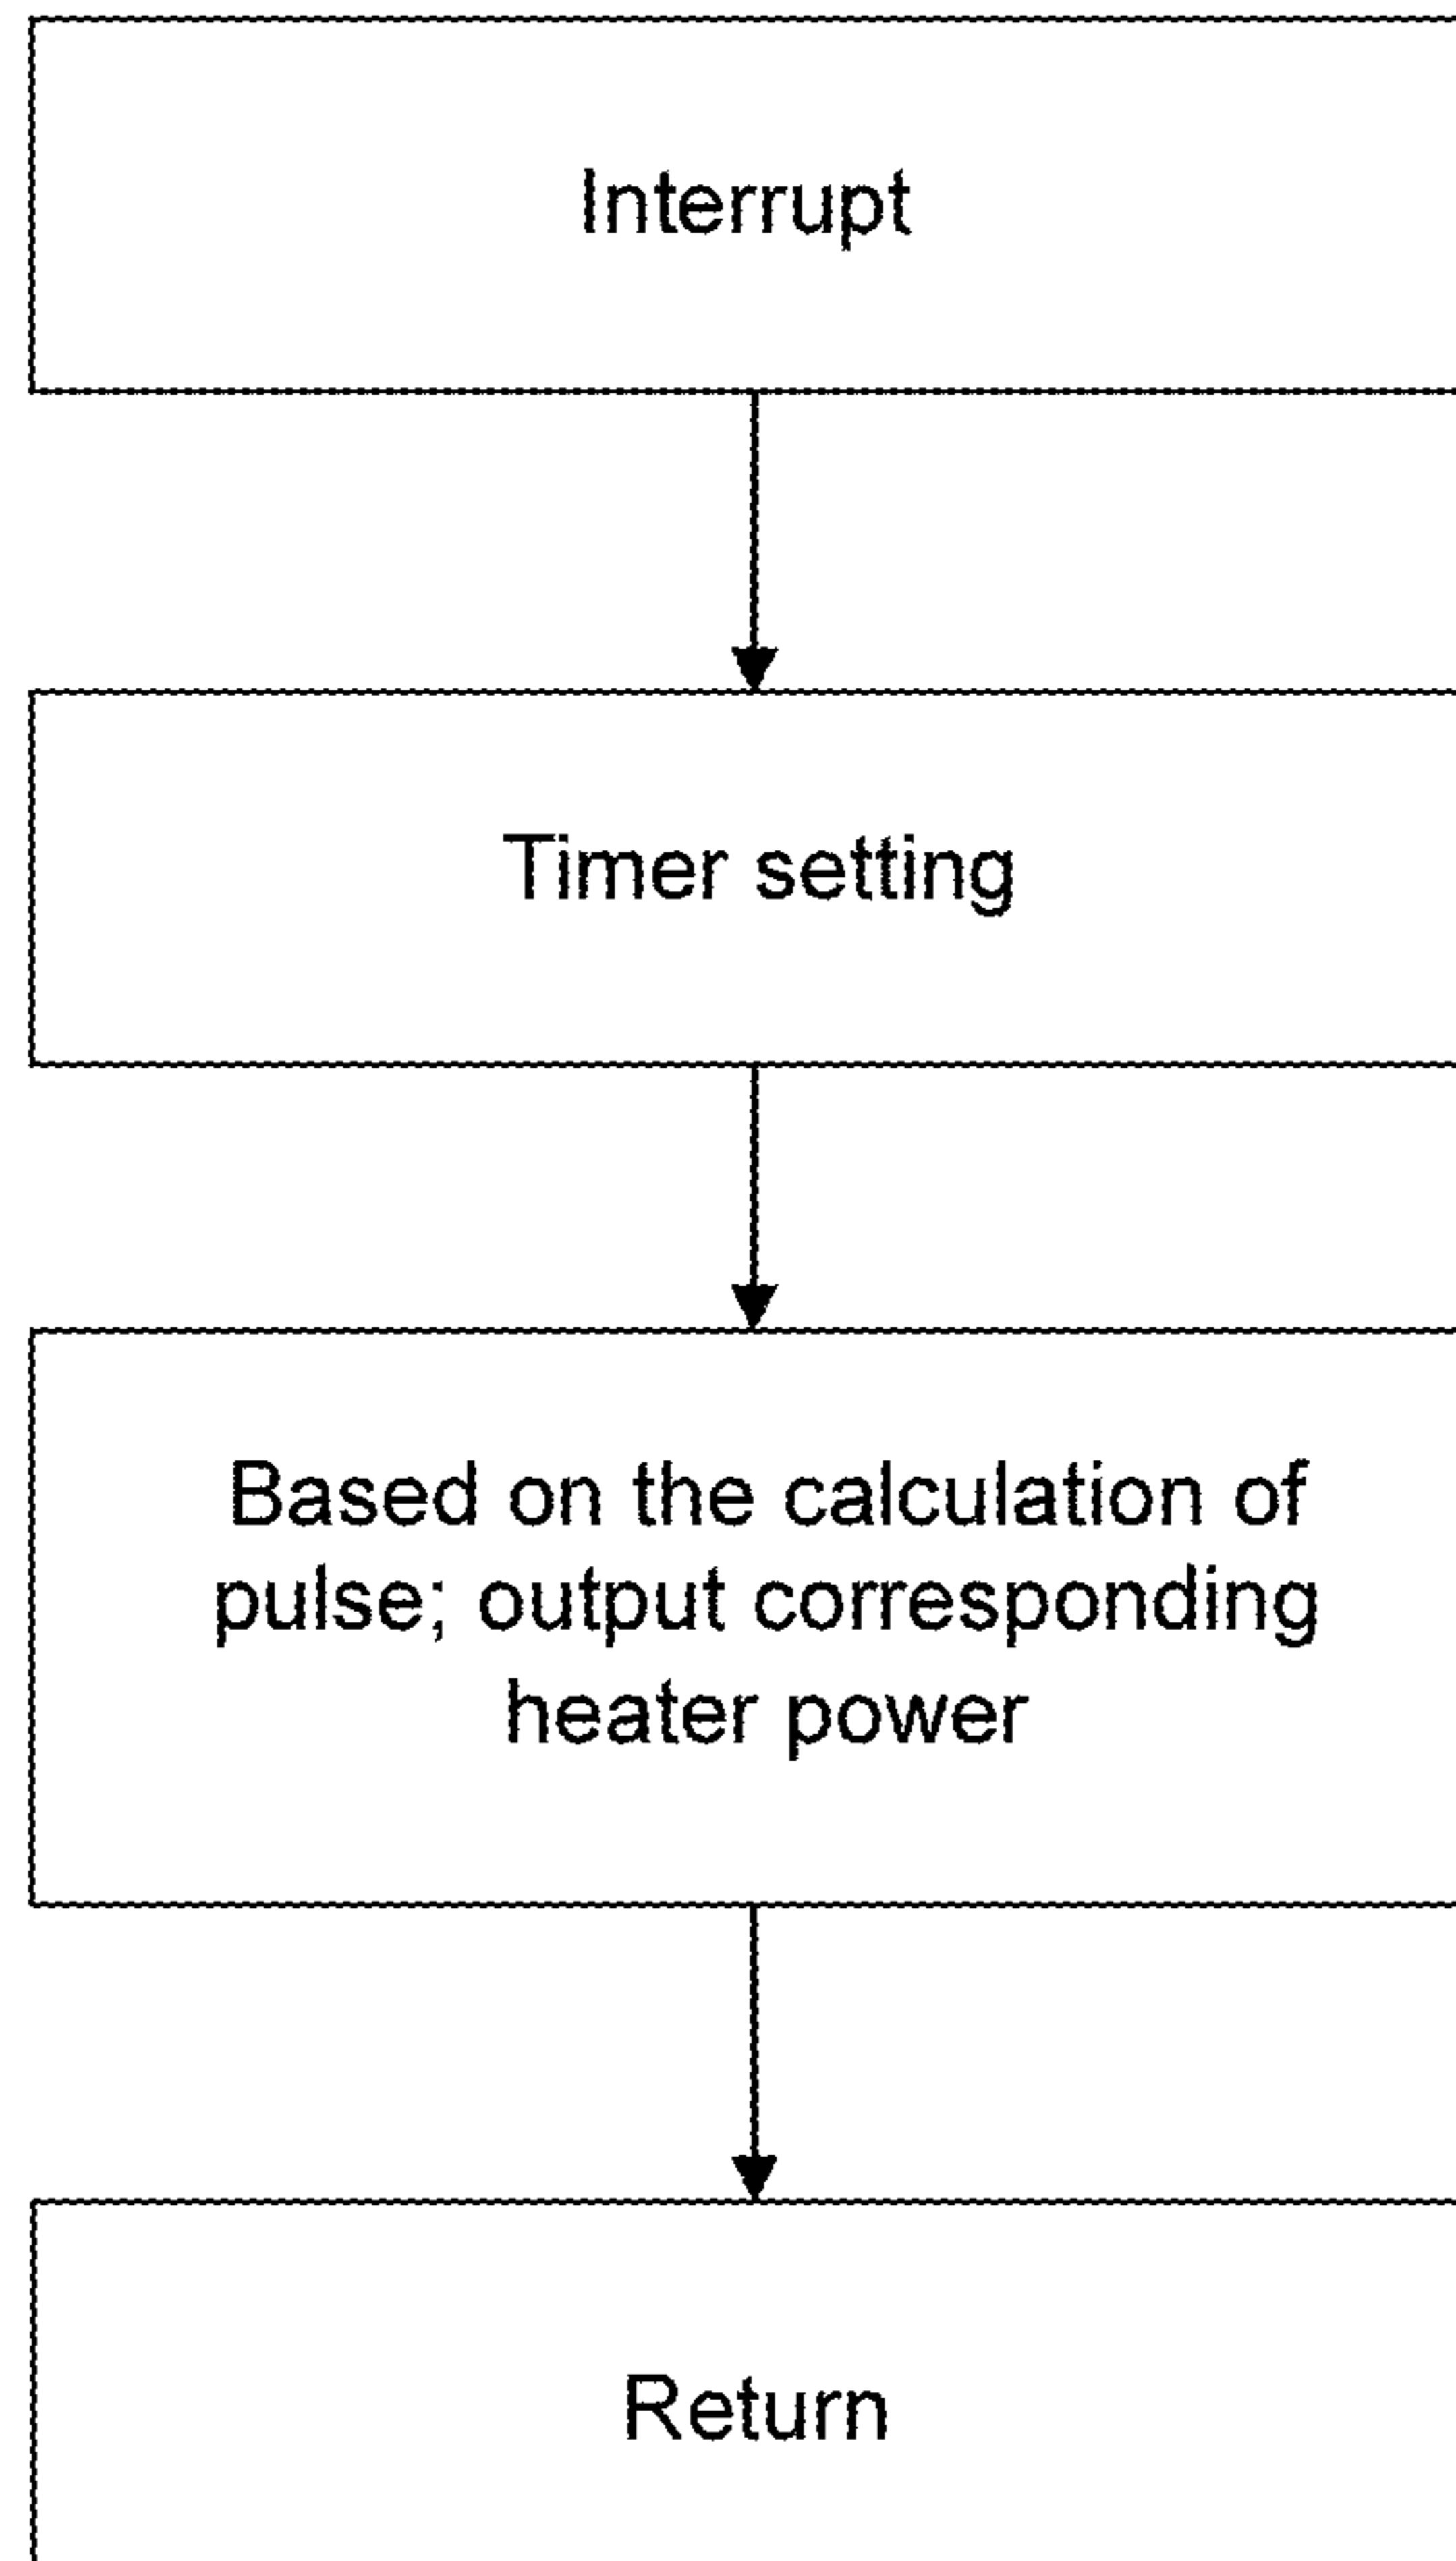 Interrupt
Timer setting
Based on the calculation of
pulse; output corresponding
heater power
Return